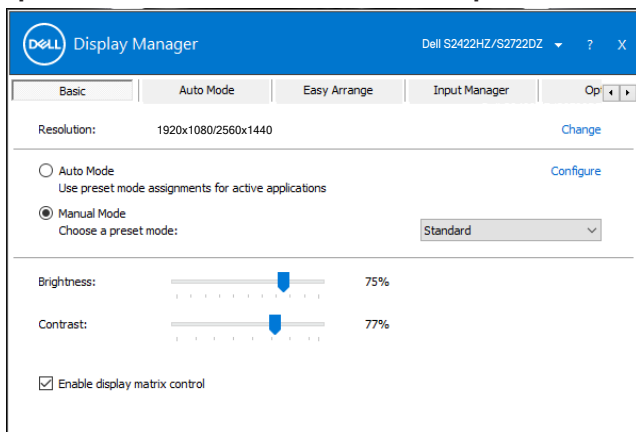 DELL Display Manager Dell S2422HZ/S2722DZ ? X
Basic Auto Mode Easy Arrange Input Manager Op
Resolution: 1920x1080/2560x1440 Change
Auto Mode Configure
Use preset mode assignments for active applications
Manual Mode
Choose a preset mode: Standard
Brightness: 75%
Contrast: 77%
Enable display matrix control